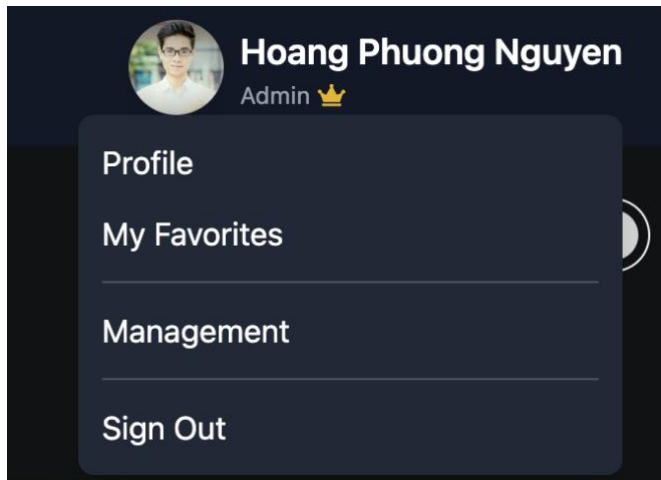 Hoang Phuong Nguyen
Admin
Profile
My Favorites
Management
Sign Out